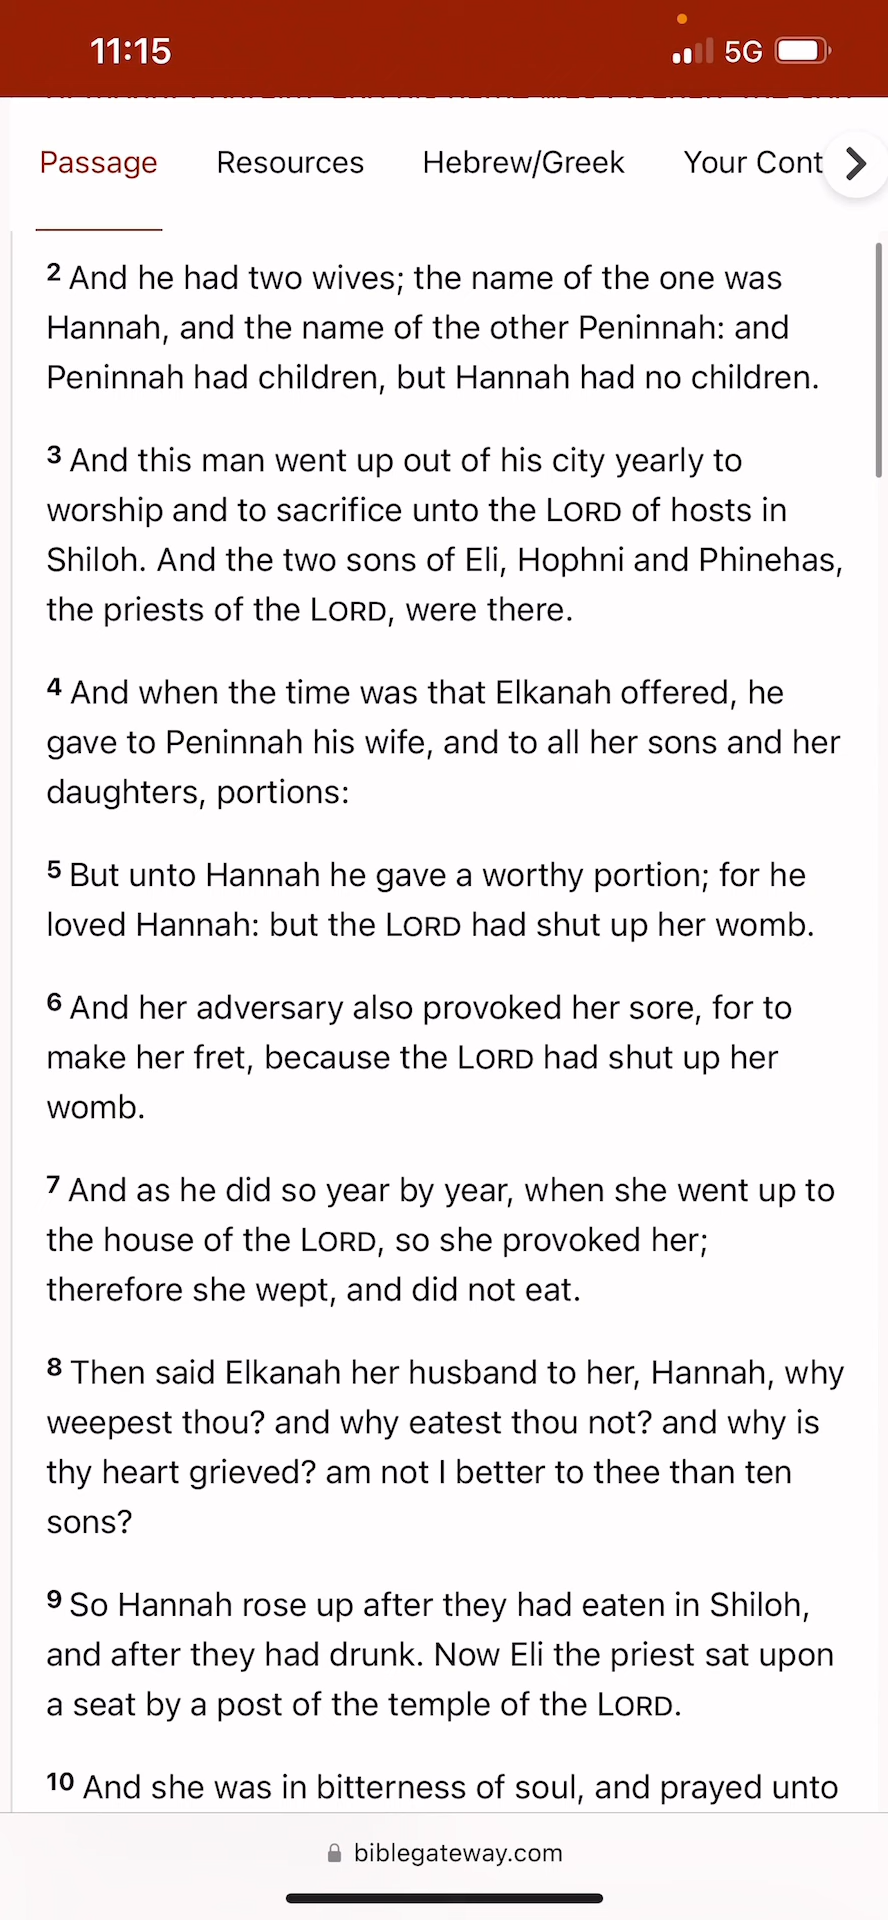 11:15
5G
Passage Resources Hebrew/Greek Your Cont
2 And he had two wives; the name of the one was
Hannah, and the name of the other Peninnah: and
Peninnah had children, but Hannah had no children.
3 And this man went up out of his city yearly to
worship and to sacrifice unto the LORD of hosts in
Shiloh. And the two sons of Eli, Hophni and Phinehas,
the priests of the LORD, were there.
4 And when the time was that Elkanah offered, he
gave to Peninnah his wife, and to all her sons and her
daughters, portions:
5 But unto Hannah he gave a worthy portion; for he
loved Hannah: but the LORD had shut up her womb.
6 And her adversary also provoked her sore, for to
make her fret, because the LORD had shut up her
womb.
7 And as he did so year by year, when she went up to
the house of the LORD, so she provoked her;
therefore she wept, and did not eat.
8 Then said Elkanah her husband to her, Hannah, why
weepest thou? and why eatest thou not? and why is
thy heart grieved? am not I better to thee than ten
sons?
9 So Hannah rose up after they had eaten in Shiloh,
and after they had drunk. Now Eli the priest sat upon
a seat by a post of the temple of the LORD.
10 And she was in bitterness of soul, and prayed unto
biblegateway.com